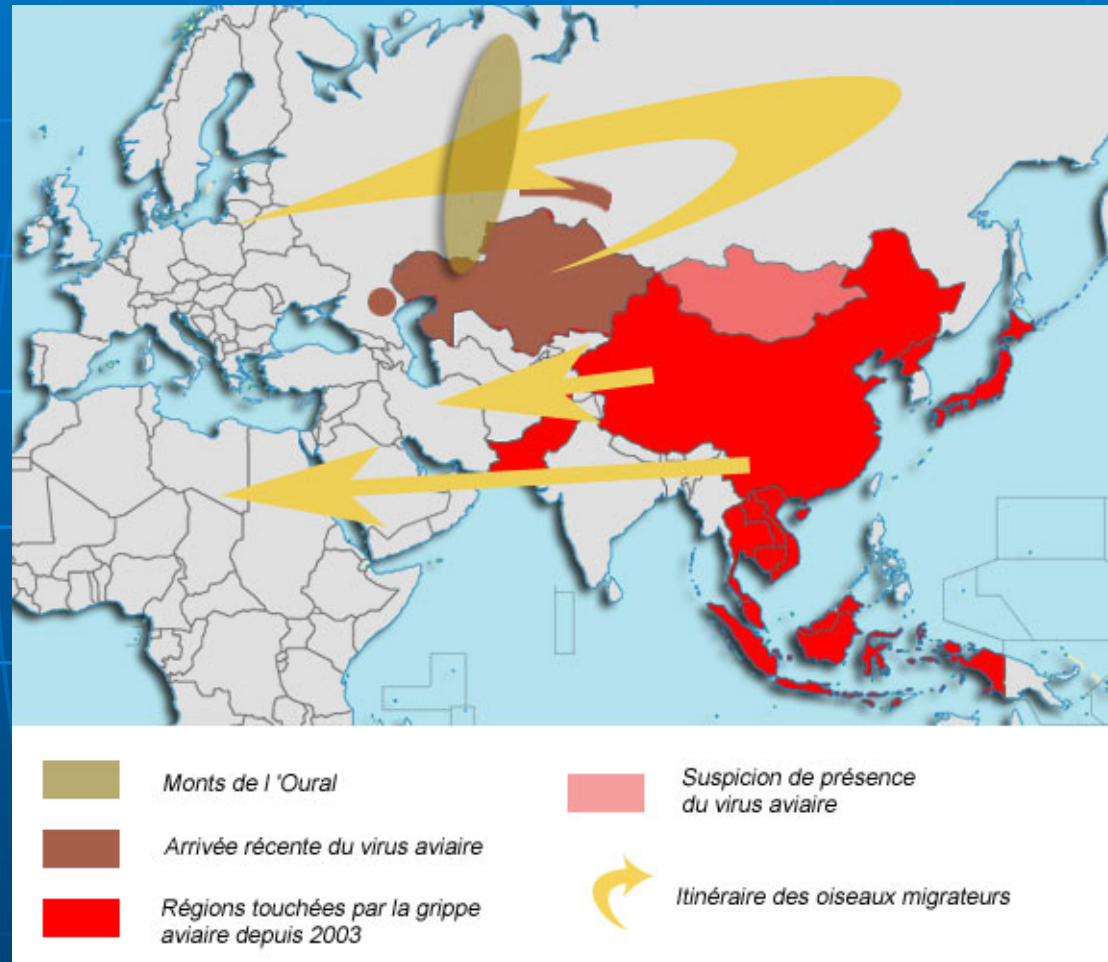 Monts de l 'Oural
Arrivée récente du virus aviaire
Régions touchées par la grippe
aviaire depuis 2003
Suspicion de présence
du virus aviaire
Itinéraire des oiseaux migrateurs